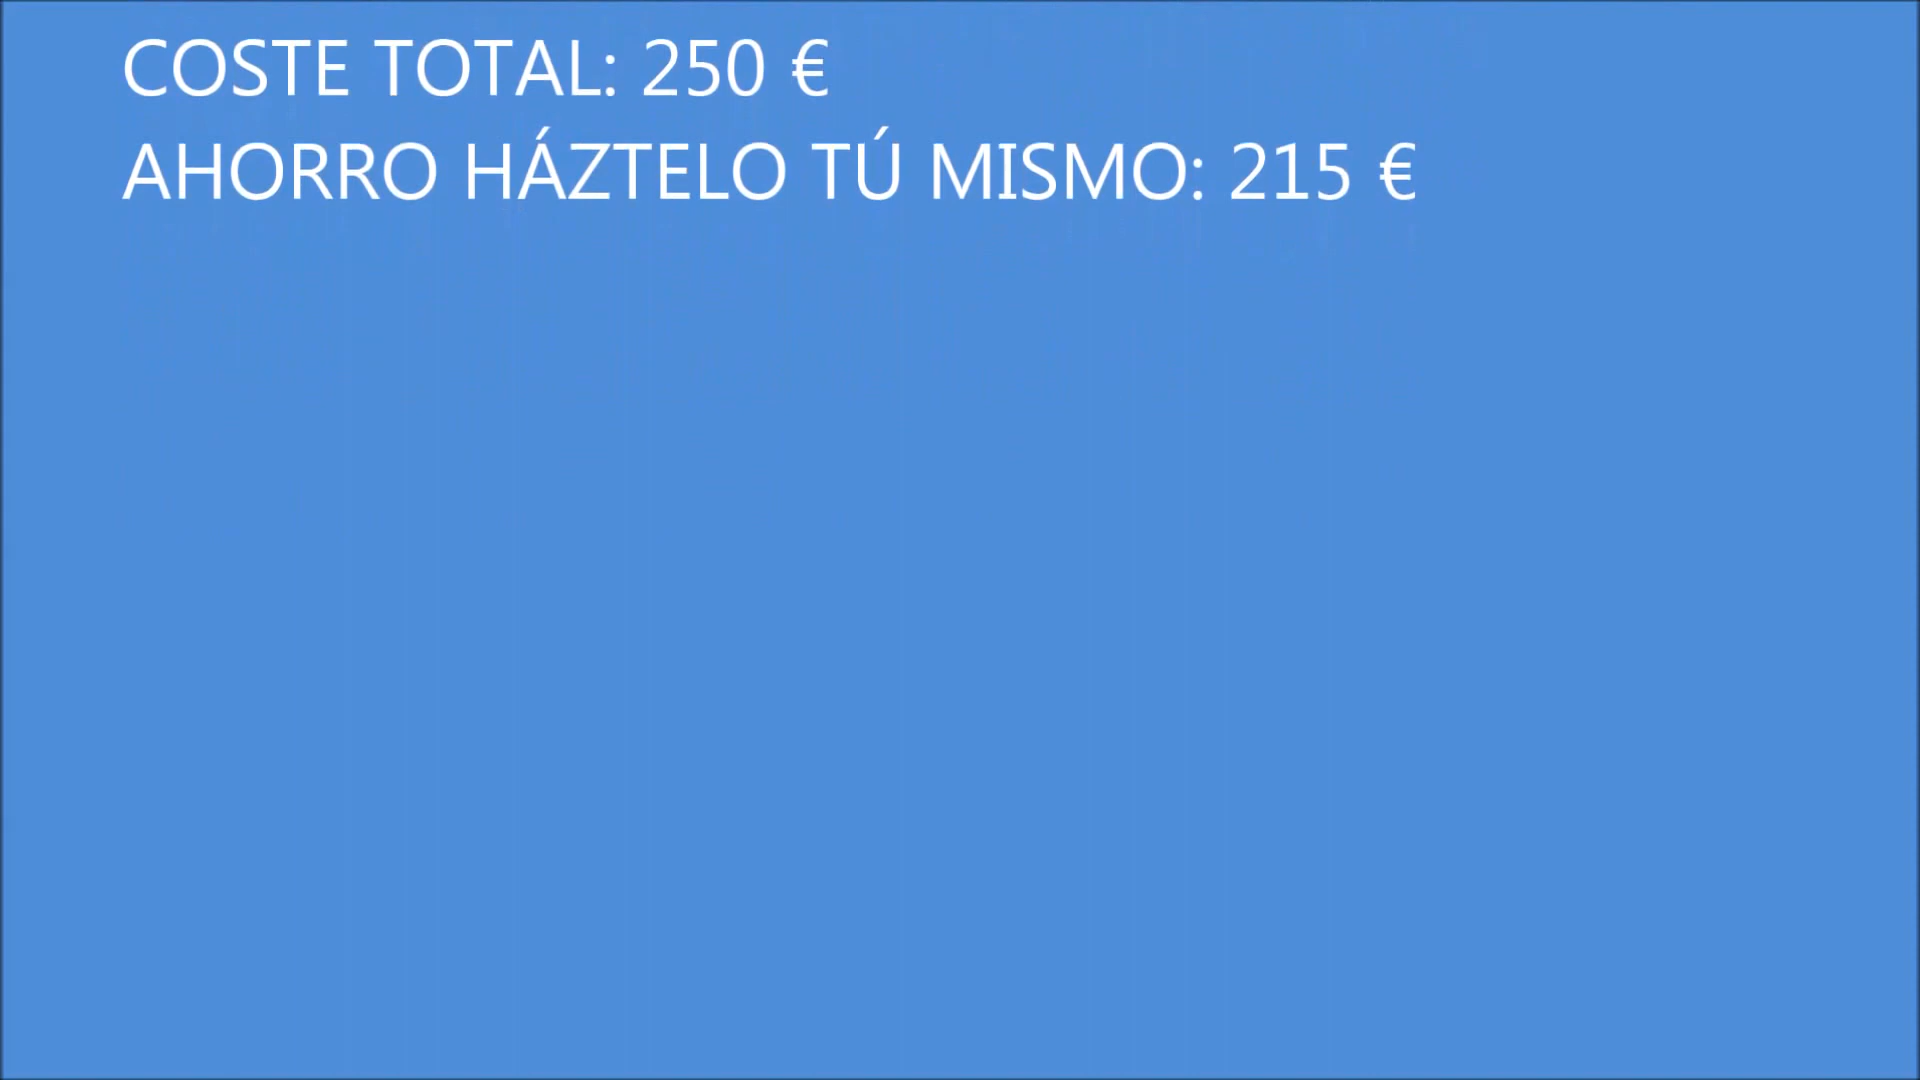 COSTE TOTAL: 250 €
AHORRO HÁZTELO TÚ MISMO: 215 €